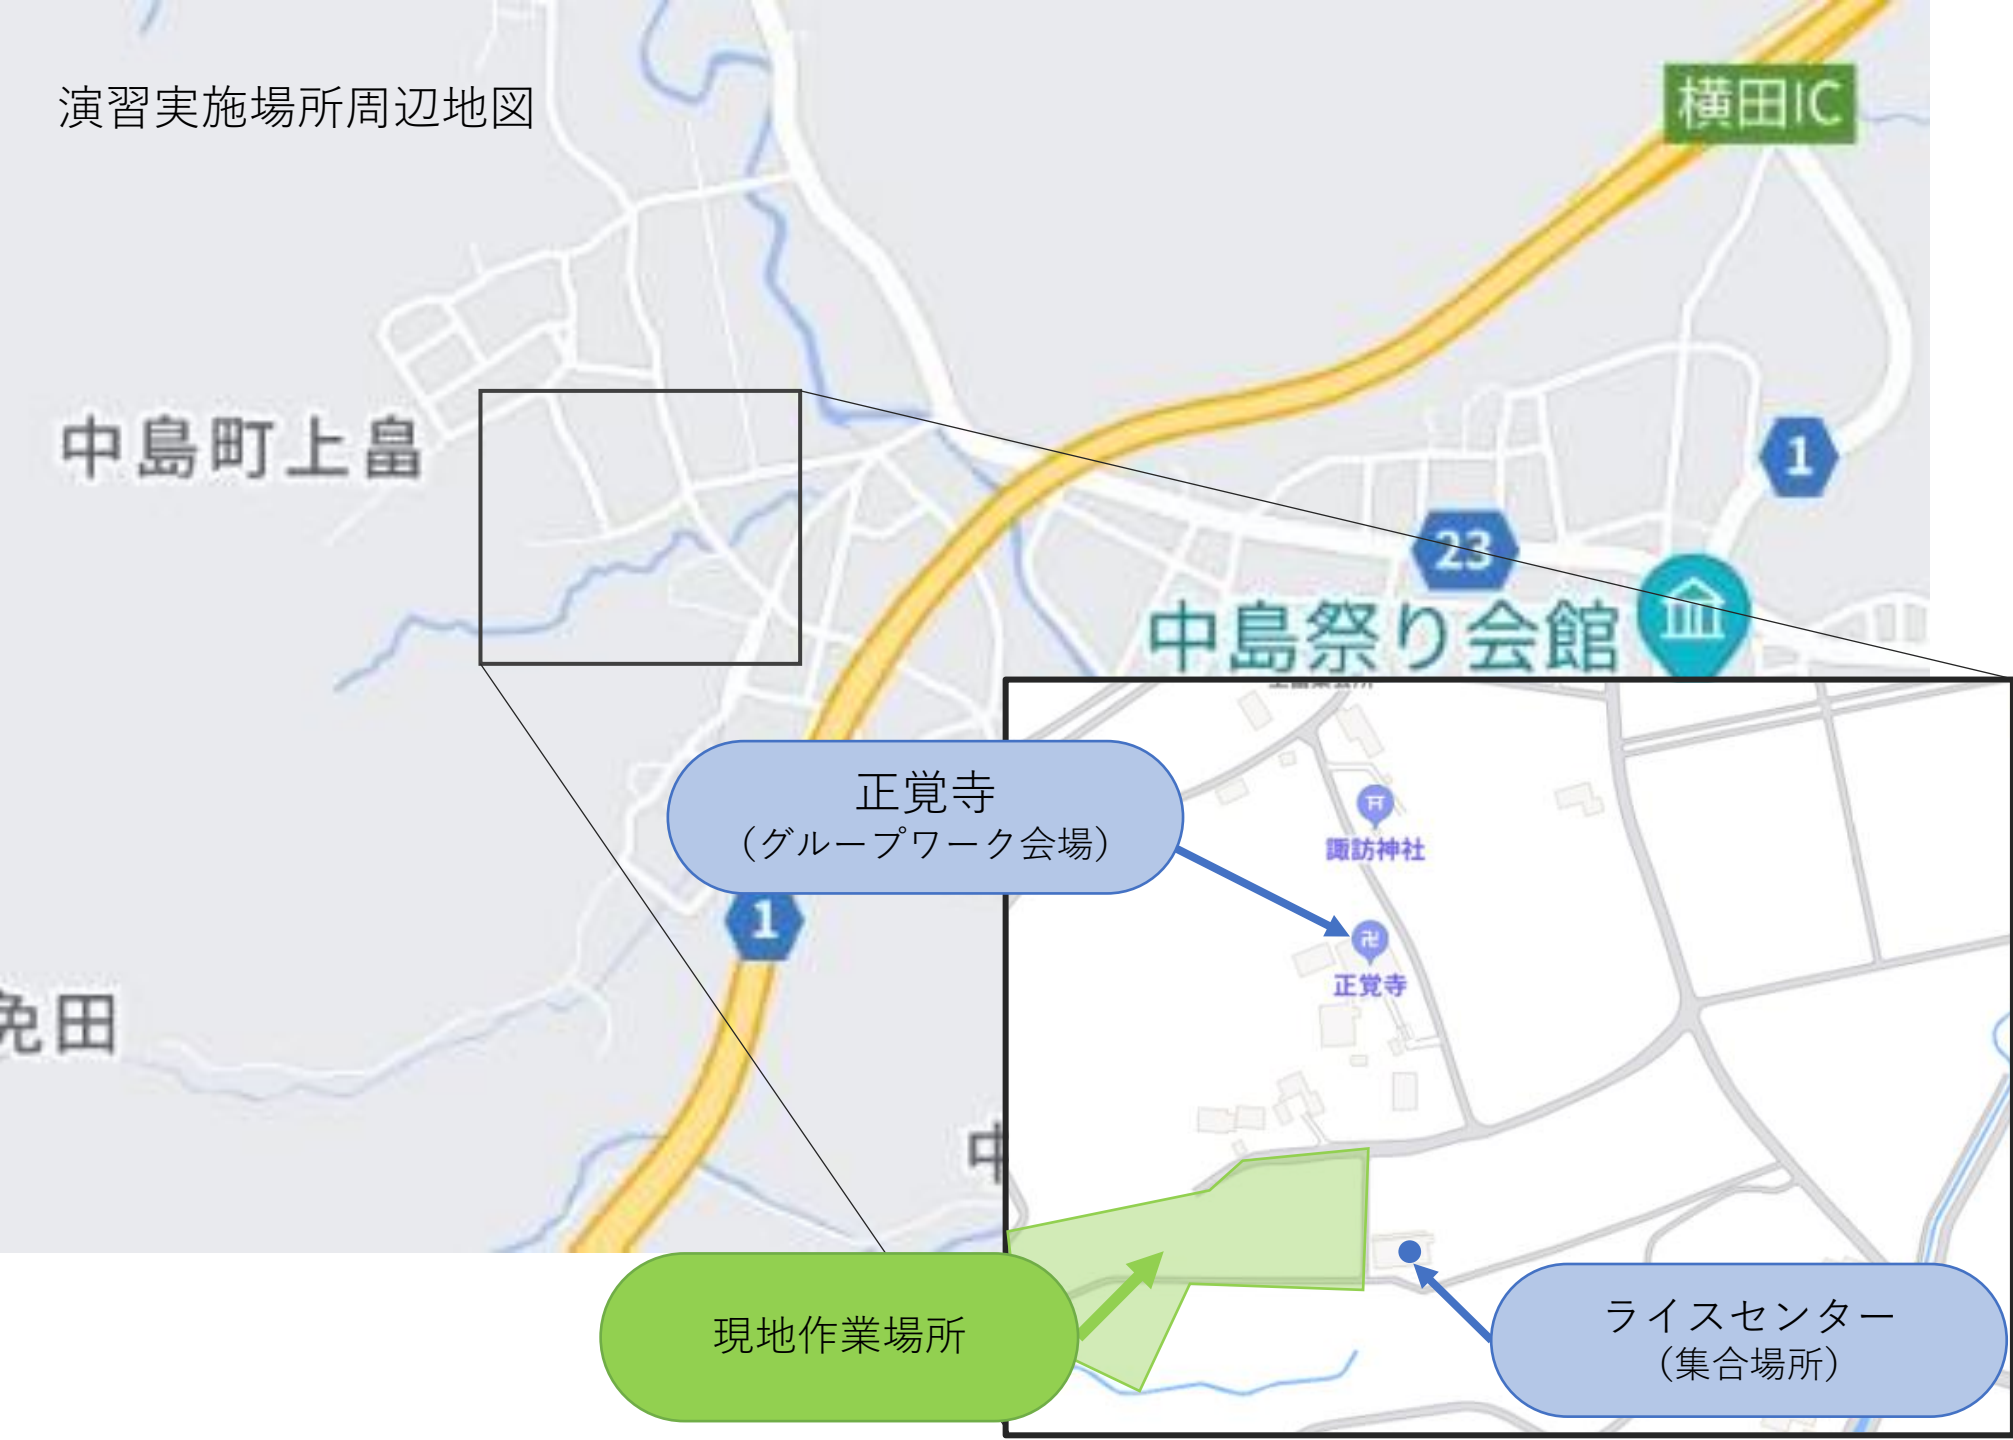 演習実施場所周辺地図
横田IC
中島町上畠
1
23
中島祭り会館
正覚寺
（グループワーク会場）
諏訪神社
正覚寺
1
免田
中
現地作業場所
ライスセンター
（集合場所）